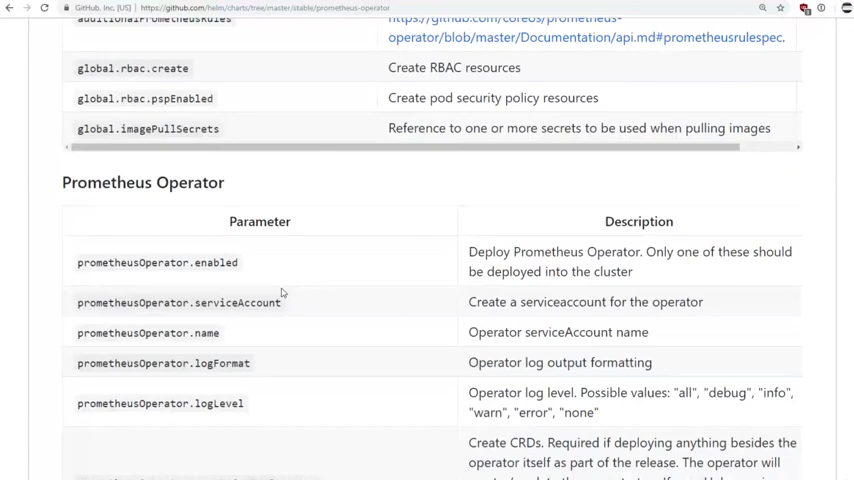 GitHub, Inc. [US] | https://github.com/helm/charts/tree/master/stable/prometheus-operator
additionalPrometheusRules
https://github.com/coreos/prometheus-
operator/blob/master/Documentation/api.md#prometheusrulespec.
global.rbac.create Create RBAC resources
global.rbac.pspEnabled Create pod security policy resources
global.imagePullSecrets Reference to one or more secrets to be used when pulling images
Prometheus Operator
Parameter Description
prometheusOperator.enabled Deploy Prometheus Operator. Only one of these should
be deployed into the cluster
prometheusOperator.serviceAccount Create a serviceaccount for the operator
prometheusOperator.name Operator serviceAccount name
prometheusOperator.logFormat Operator log output formatting
prometheusOperator.logLevel Operator log level. Possible values: "all", "debug", "info",
"warn", "error", "none"
Create CRDs. Required if deploying anything besides the
operator itself as part of the release. The operator will